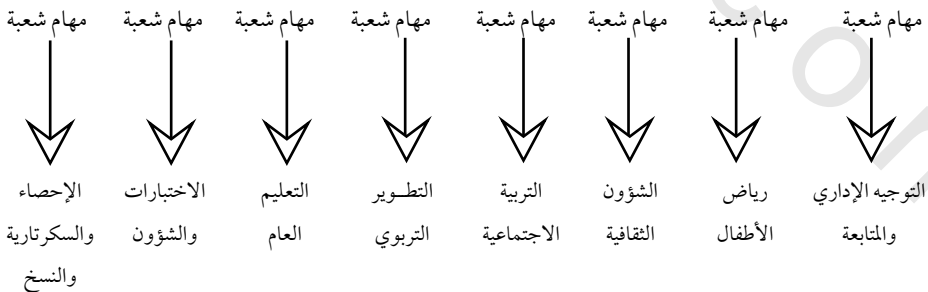 مهام شعبة مهام شعبة مهام شعبة مهام شعبة مهام شعبة مهام شعبة مهام شعبة مهام شعبة
التوجيه الإداري رياض الشؤون التربية التطـوير التعليم الاختبارات الإحصاء
والمتابعة الأطفال الثقافية الاجتماعية التربوي العام والشؤون والسكرتارية
والنسخ